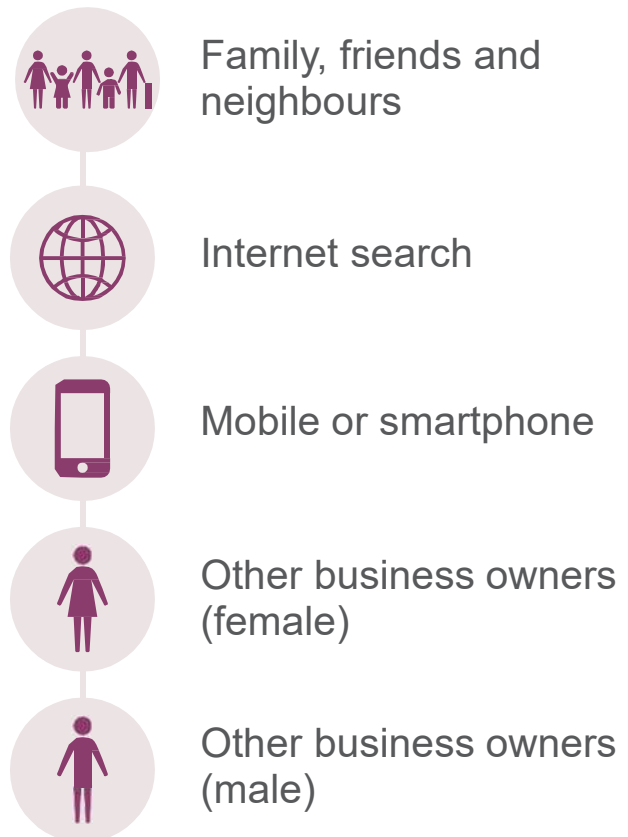 Family, friends and
neighbours
Internet search
Mobile or smartphone
Other business owners
(female)
Other business owners
(male)